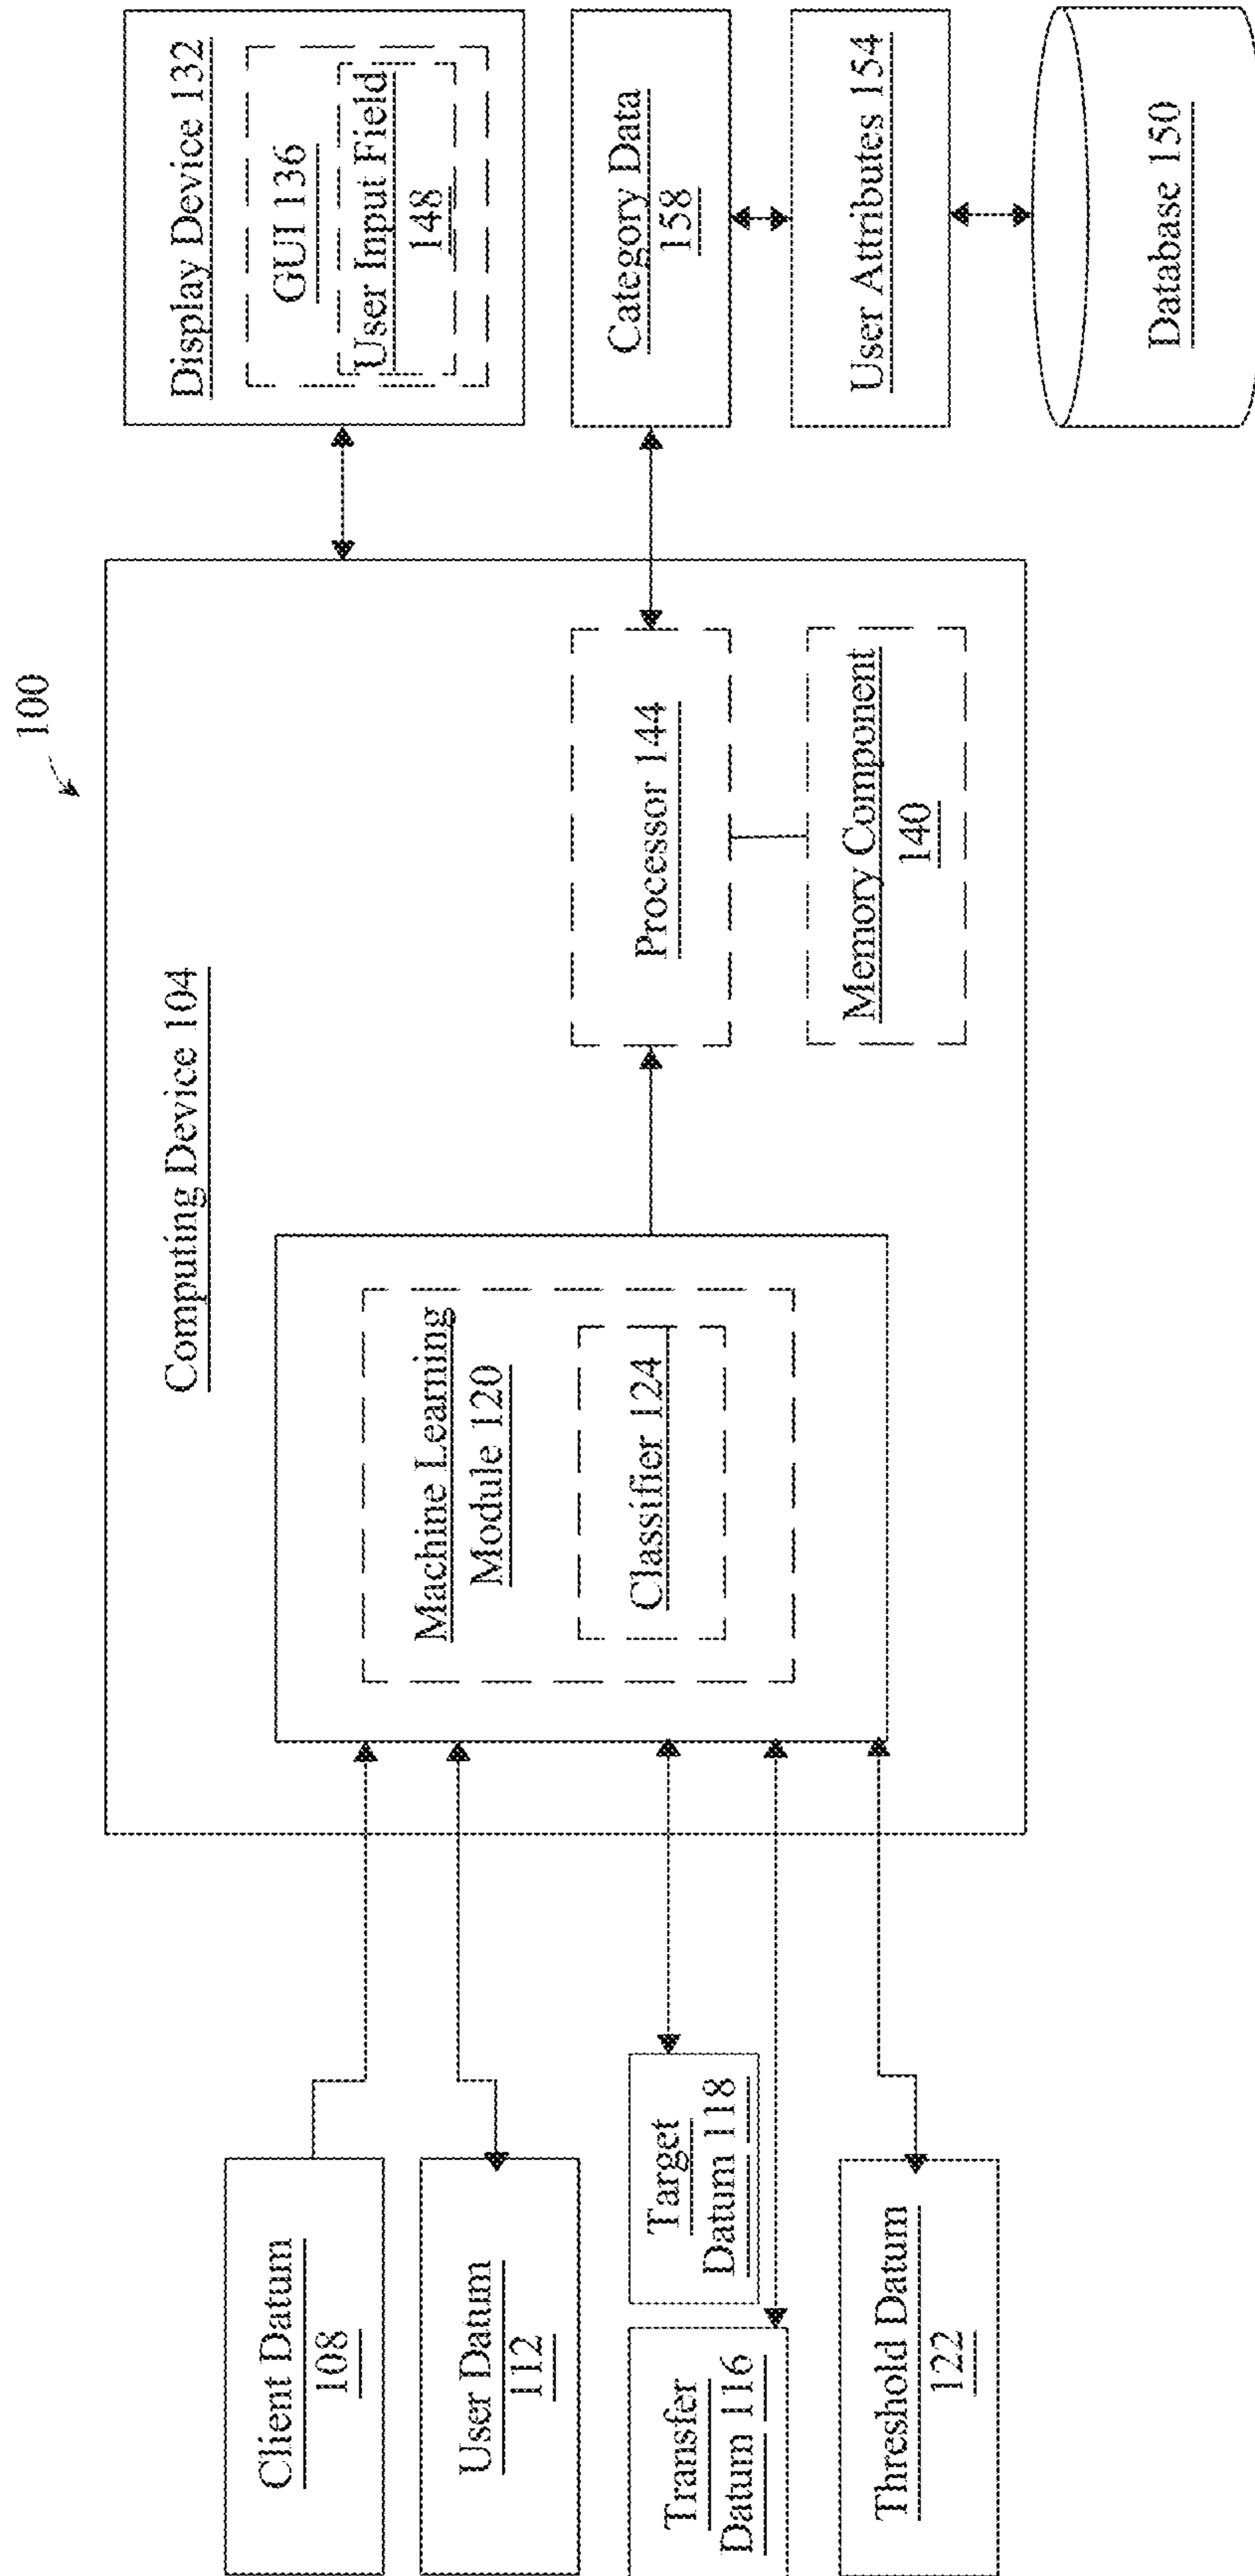 100
Computing Device 104
Client Datum
108
User Datum
112
Transfer
Datum 116
Target
Datum 118
Threshold Datum
122
Machine Learning
Module 120
Classifier 124
Processor 144
Memory Component
140
Display Device 132
GUI 136
User Input Field
148
Category Data
158
User Attributes 154
Database 150